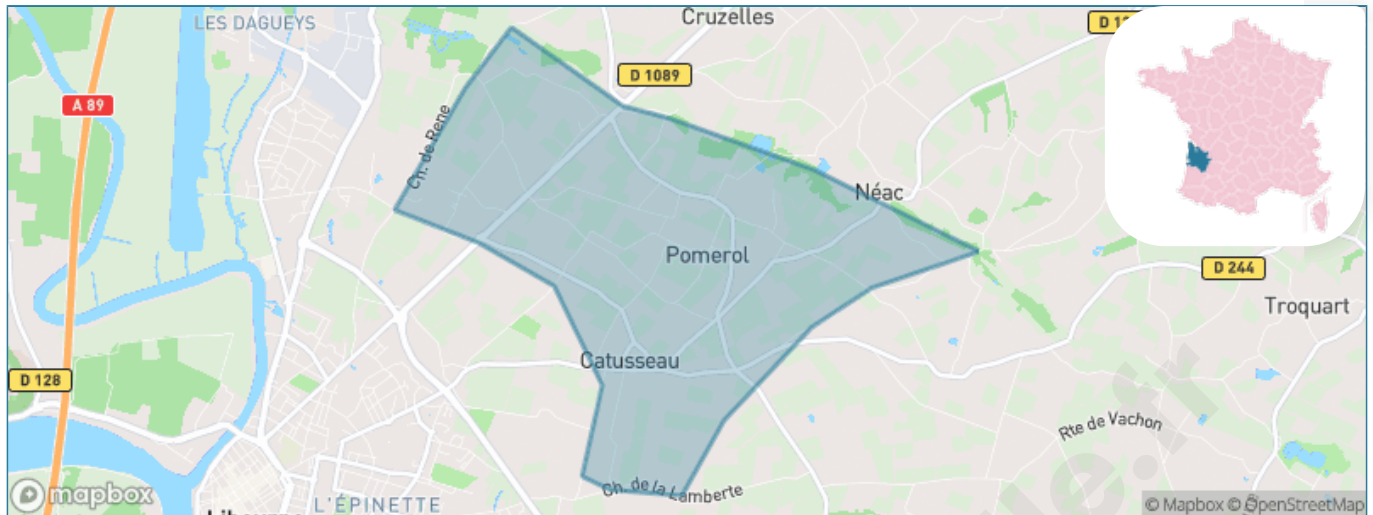 LES DAGUEYS
Cruzelles
A 89
D 1089
Ch. de Rene
Néac
Pomerol
D 244
Troquart
Catusseau
D 128
Rte de Vachon
Ch. de la Lamberte
mapbox
L'ÉPINETTE
© Mapbox © OpenStreetMap